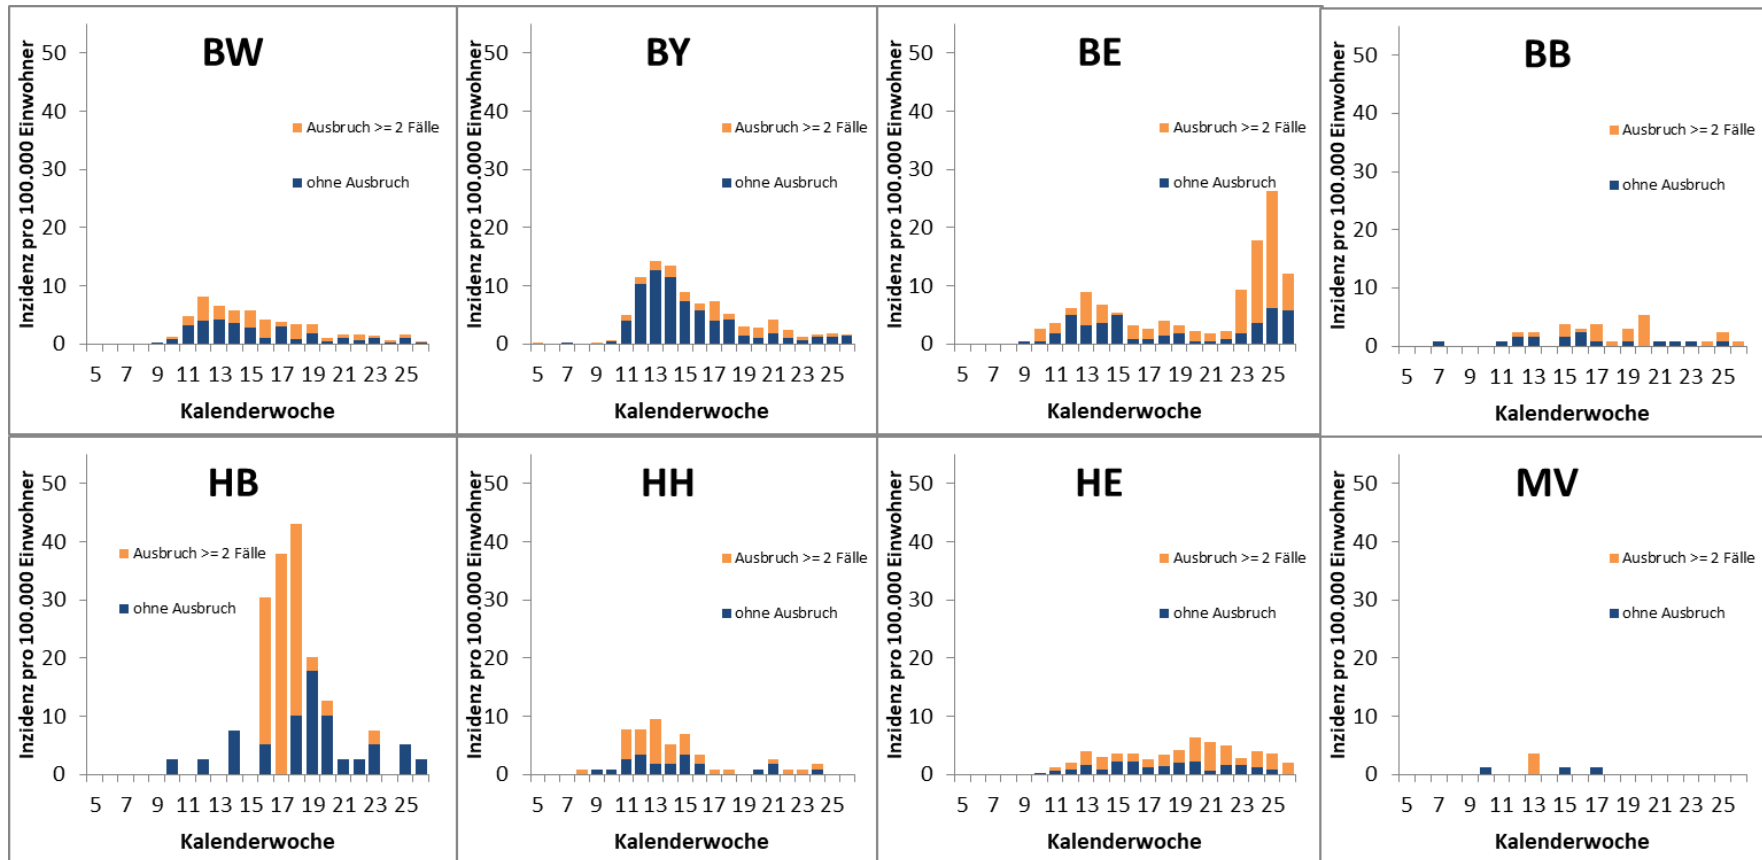 BW
Inzidenz pro 100.000 Einwohner
50
40
30
20
10
0
Ausbruch >= 2 Fälle
ohne Ausbruch
5 7 9 11 13 15 17 19 21 23 25
Kalenderwoche
BY
Inzidenz pro 100.000 Einwohner
50
40
30
20
10
0
Ausbruch >= 2 Fälle
ohne Ausbruch
5 7 9 11 13 15 17 19 21 23 25
Kalenderwoche
BE
Inzidenz pro 100.000 Einwohner
50
40
30
20
10
0
Ausbruch >= 2 Fälle
ohne Ausbruch
5 7 9 11 13 15 17 19 21 23 25
Kalenderwoche
BB
Inzidenz pro 100.000 Einwohner
50
40
30
20
10
0
Ausbruch >= 2 Fälle
ohne Ausbruch
5 7 9 11 13 15 17 19 21 23 25
Kalenderwoche
HB
Inzidenz pro 100.000 Einwohner
50
40
30
20
10
0
Ausbruch >= 2 Fälle
ohne Ausbruch
5 7 9 11 13 15 17 19 21 23 25
Kalenderwoche
HH
Inzidenz pro 100.000 Einwohner
50
40
30
20
10
0
Ausbruch >= 2 Fälle
ohne Ausbruch
5 7 9 11 13 15 17 19 21 23 25
Kalenderwoche
HE
Inzidenz pro 100.000 Einwohner
50
40
30
20
10
0
Ausbruch >= 2 Fälle
ohne Ausbruch
5 7 9 11 13 15 17 19 21 23 25
Kalenderwoche
MV
Inzidenz pro 100.000 Einwohner
50
40
30
20
10
0
Ausbruch >= 2 Fälle
ohne Ausbruch
5 7 9 11 13 15 17 19 21 23 25
Kalenderwoche